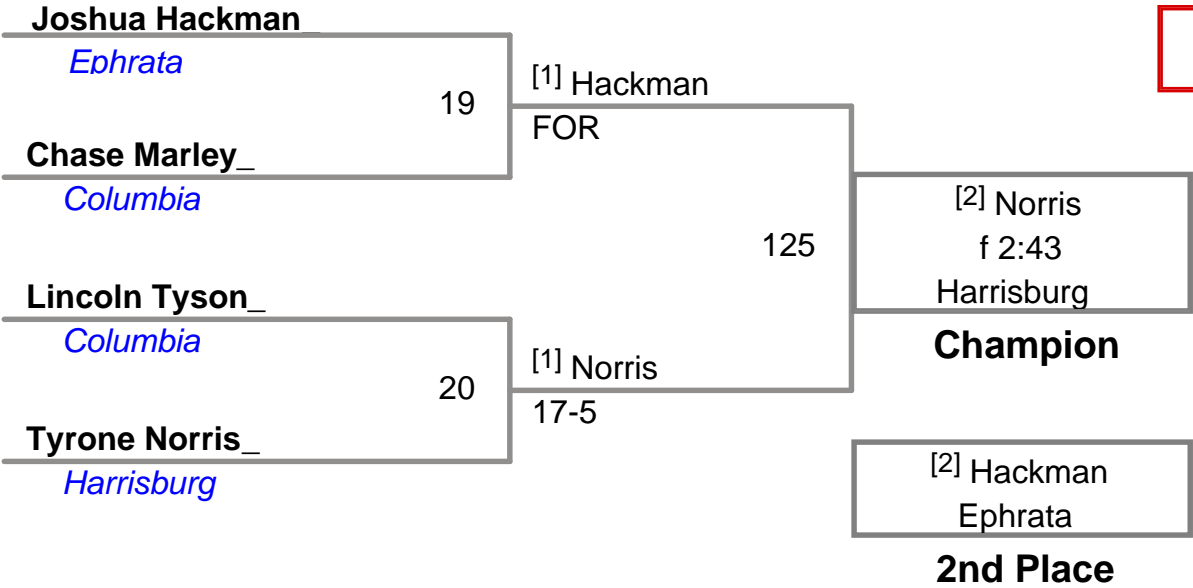 Joshua Hackman_
Ephrata
[1] Hackman
19
FOR
Chase Marley_
Columbia
[2] Norris
125
f 2:43
Harrisburg
Lincoln Tyson_
Columbia
Champion
[1] Norris
20
17-5
Tyrone Norris_
Harrisburg
[2] Hackman
Ephrata
2nd Place